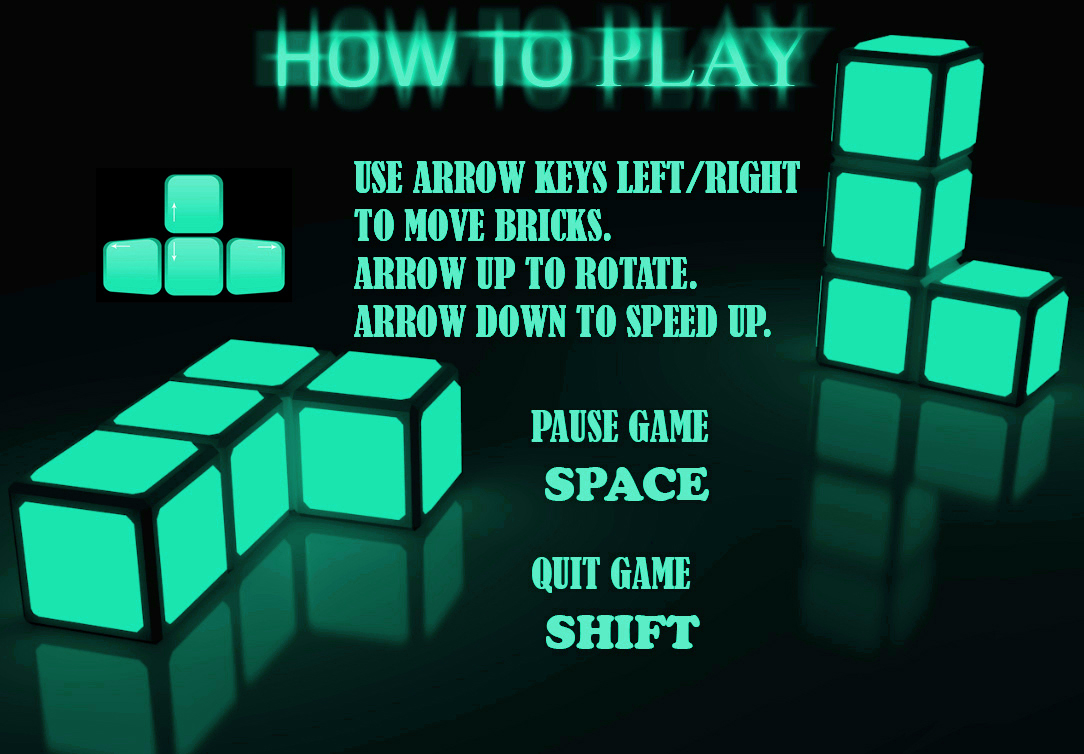 HOW TO PLAY
USE ARROW KEYS LEFT/RIGHT
TO MOVE BRICKS.
ARROW UP TO ROTATE.
ARROW DOWN TO SPEED UP.
PAUSE GAME
SPACE
QUIT GAME
SHIFT